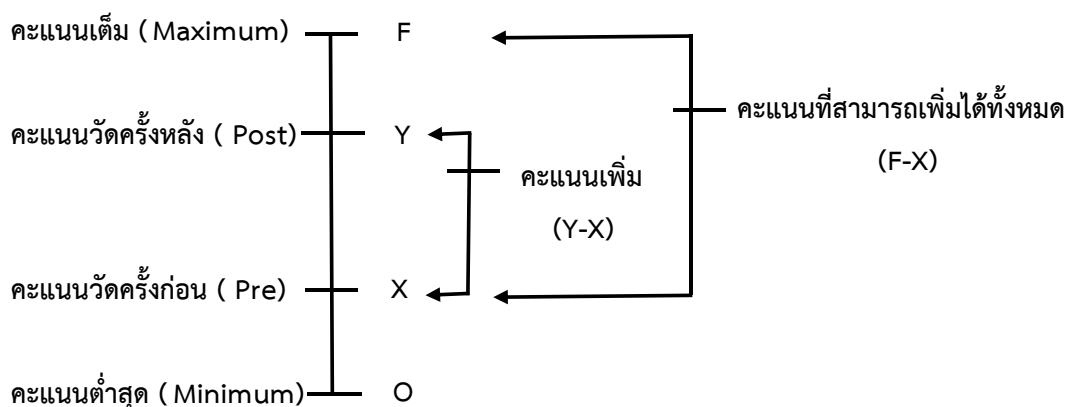 คะแนนเต็ม ( Maximum) F
คะแนนที่สามารถเพิ่มได้ทั้งหมด
คะแนนวัดครั้งหลัง ( Post) Y
(F-X)
คะแนนเพิ่ม
(Y-X)
คะแนนวัดครั้งก่อน ( Pre) X
คะแนนต่ำสุด ( Minimum) O